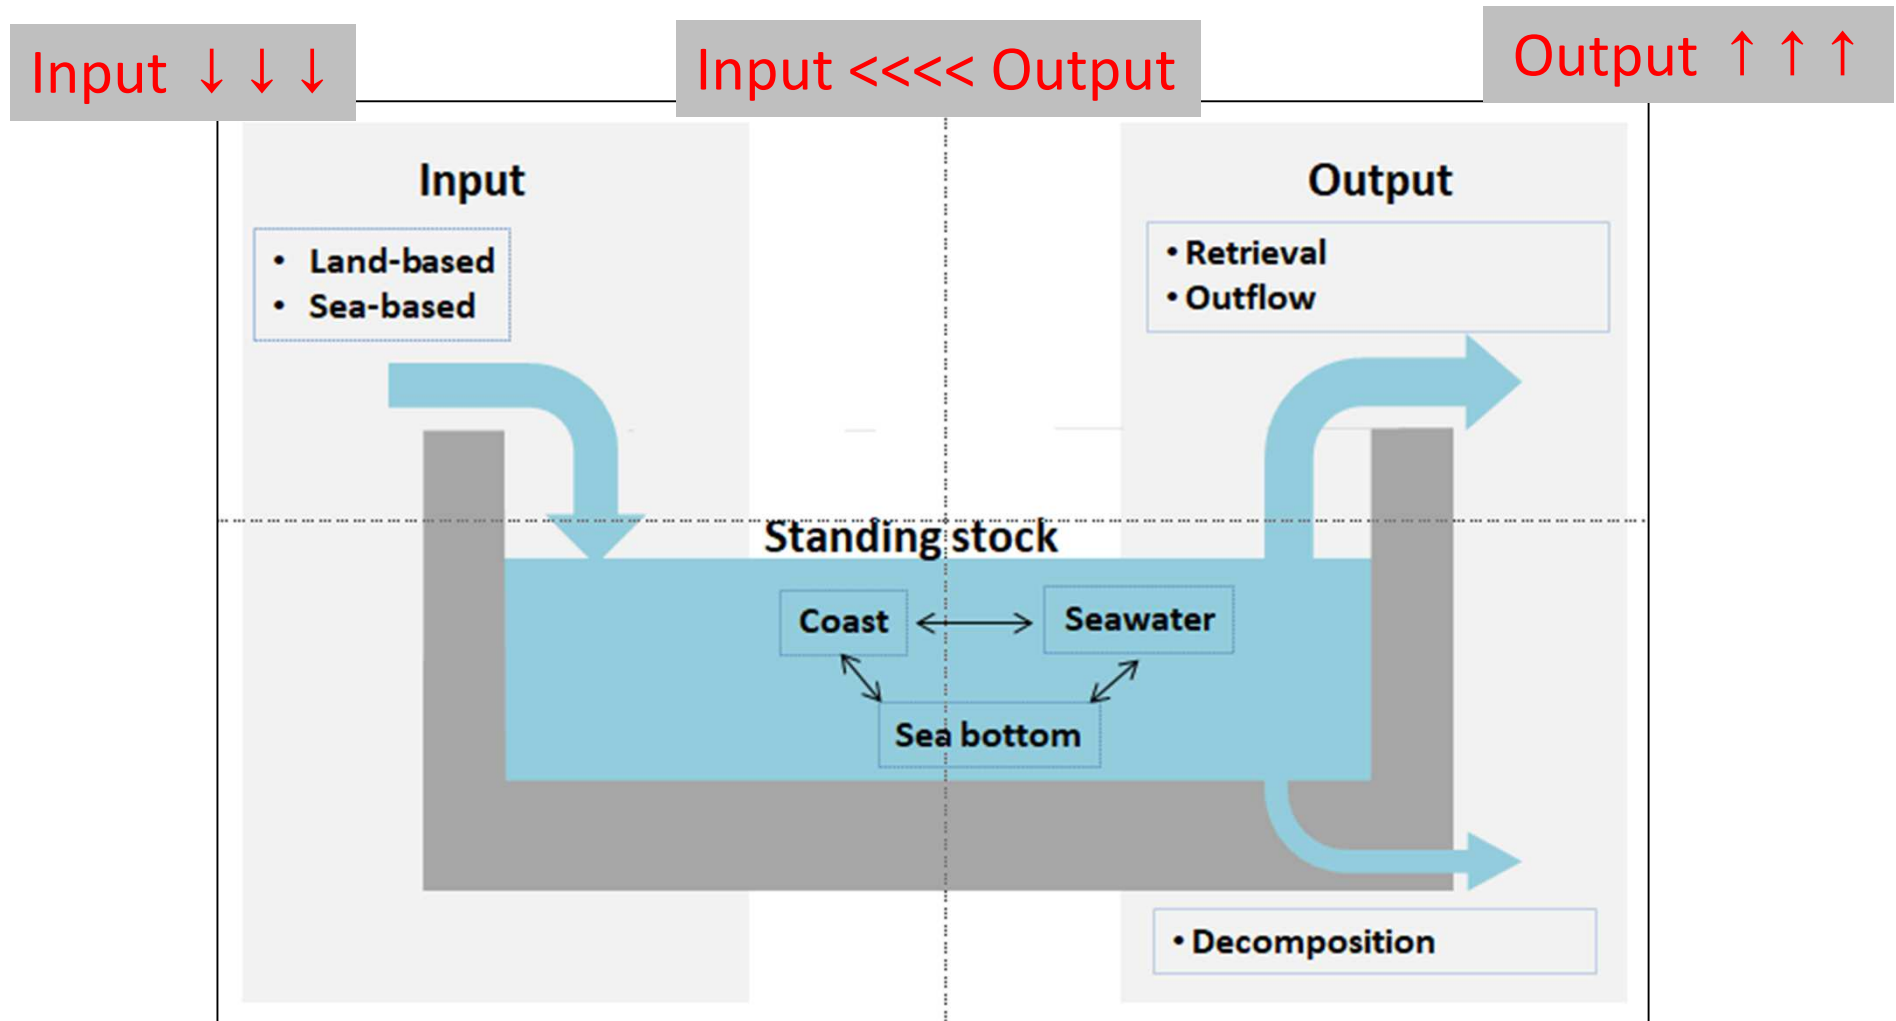 Input ↓ ↓ ↓
Input <<<< Output
Output ↑ ↑ ↑
Input
• Land-based
• Sea-based
Output
• Retrieval
• Outflow
Standing stock
Coast
Seawater
Sea bottom
• Decomposition